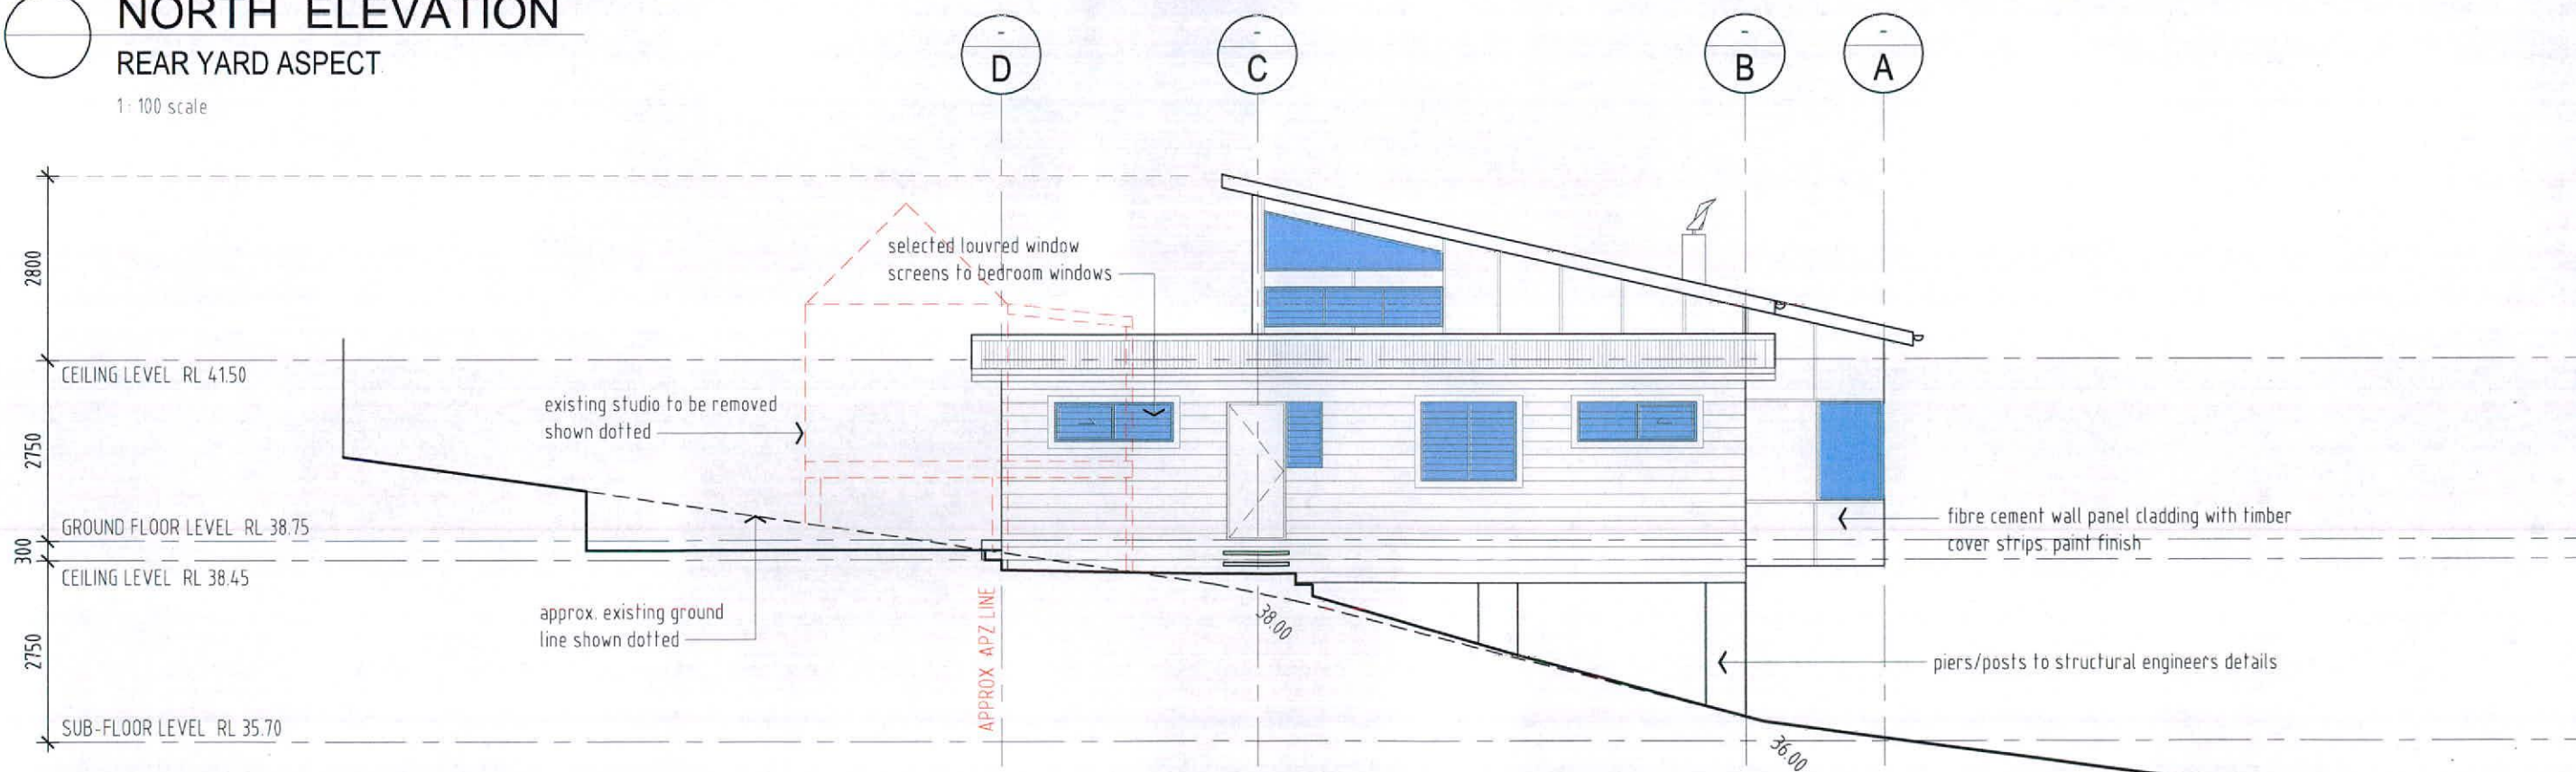 NORTH ELEVATION
REAR YARD ASPECT
1:100 scale
-
D
-
C
-
B
-
A
2800
selected louvred window
screens to bedroom windows
CEILING LEVEL RL 41.50
existing studio to be removed
shown dotted
2750
GROUND FLOOR LEVEL RL 38.75
300
CEILING LEVEL RL 38.45
fibre cement wall panel cladding with timber
cover strips. paint finish
approx. existing ground
line shown dotted
APPROX APZ LINE
38.00
2750
piers/posts to structural engineers details
SUB-FLOOR LEVEL RL 35.70
36.00